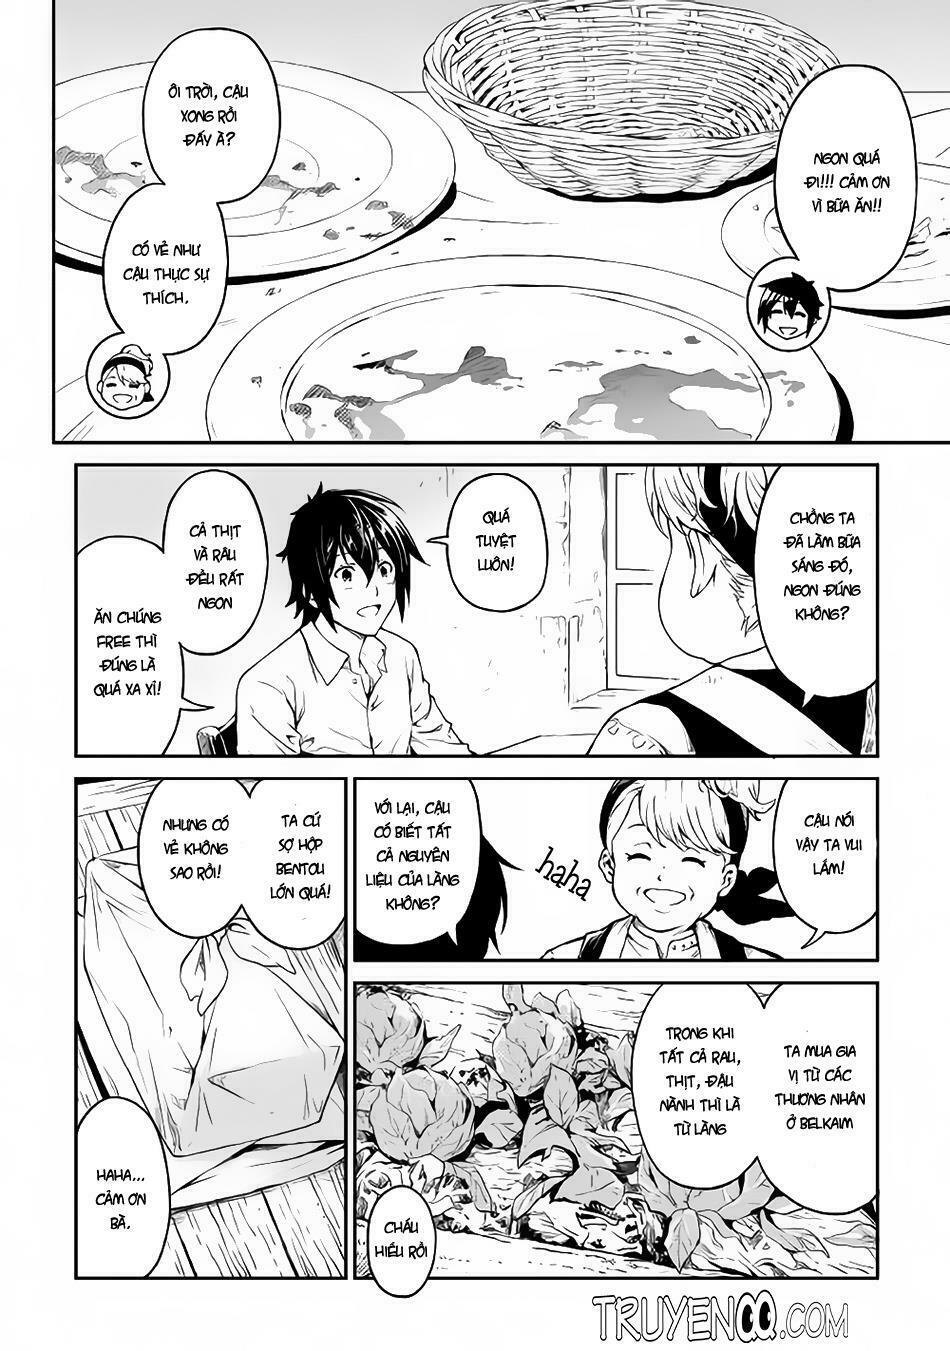 NGON QUÁ
ĐI!!! CẢM ƠN
VÌ BỮA ĂN!!
ÔI TRỜI, CẬU
XONG RỒI
ĐẤY À?
CÓ VẺ NHƯ
CẬU THỰC SỰ
THÍCH.
CHỒNG TA
ĐÃ LÀM BỮA
SÁNG ĐÓ,
NGON ĐÚNG
KHÔNG?
QUÁ
TUYỆT
LUÔN!
CẢ THỊT
VÀ RAU
ĐỀU RẤT
NGON
ĂN CHÚNG
FREE THÌ
ĐÚNG LÀ
QUÁ XA XỈ!
CẬU NÓI
VẬY TA VUI
LẮM!
haha
VỚI LẠI, CẬU
CÓ BIẾT TẤT
CẢ NGUYÊN
LIỆU CỦA LÀNG
KHÔNG?
TA MUA GIA
VỊ TỪ CÁC
THƯƠNG NHÂN
Ở BELKAIM
TRONG KHI
TẤT CẢ RAU,
THỊT, ĐẬU
NÀNH THÌ LÀ
TỪ LÀNG
CHÁU
HIỂU RỒI
TA CỨ
SỢ HỘP
BENTOU
LỚN QUÁ!
NHƯNG CÓ
VẺ KHÔNG
SAO RỒI!
HAHA...
CẢM ƠN
BÀ.
TRUYENQQ.COM